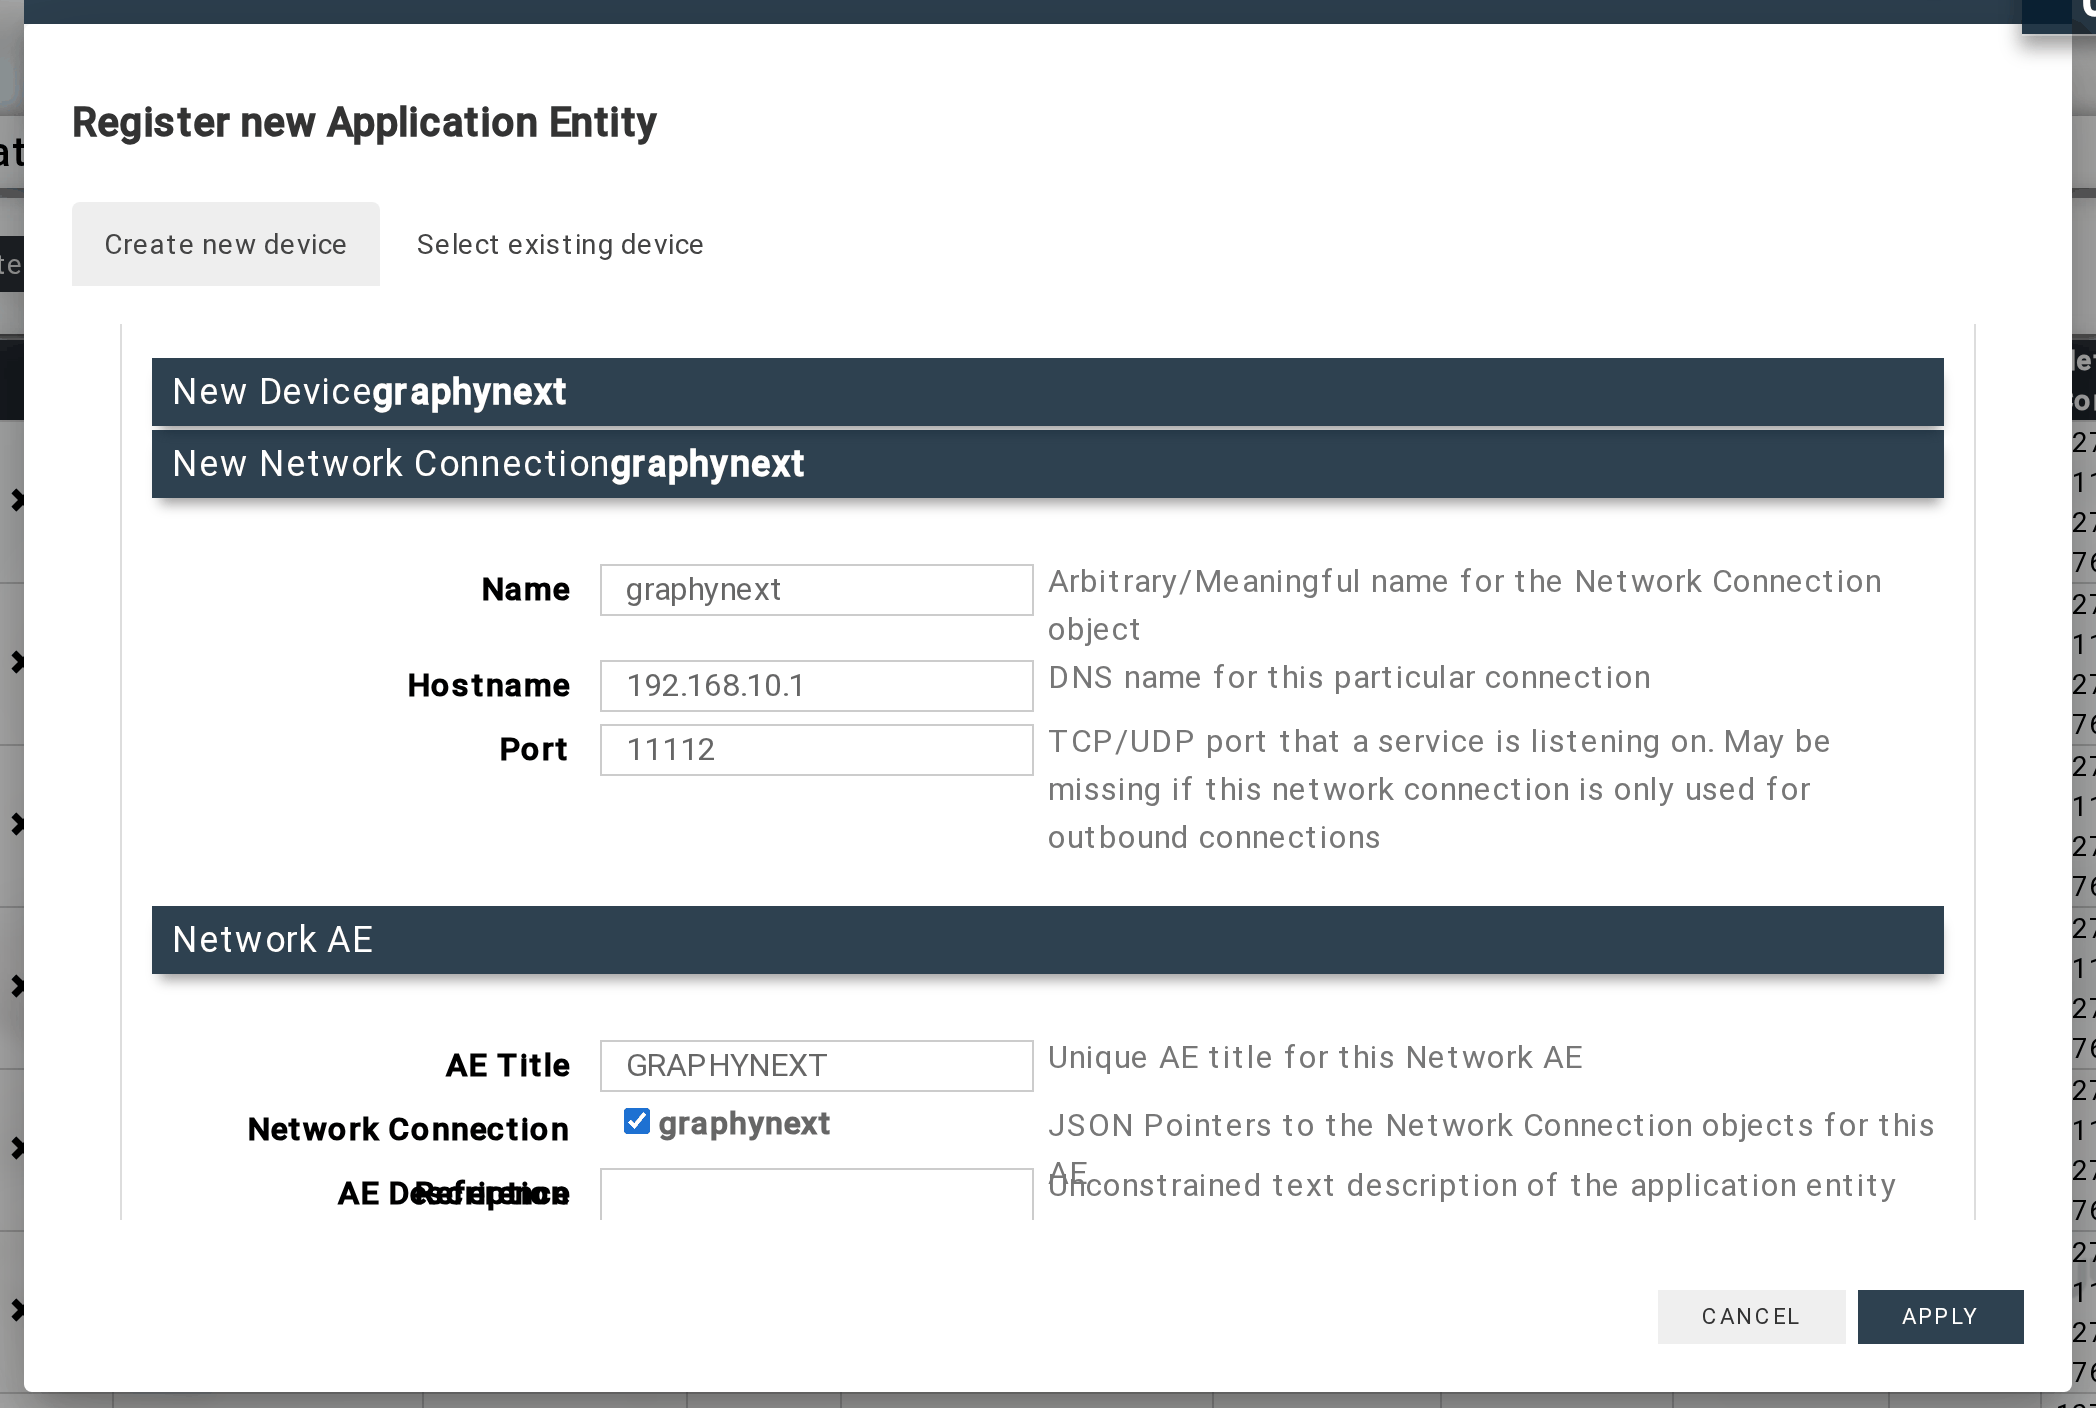 Register new Application Entity
Create new device
Select existing device
New Devicegraphynext
New Network Connectiongraphynext
Name
graphynext
Arbitrary/Meaningful name for the Network Connection
object
Hostname
192.168.10.1
DNS name for this particular connection
Port
11112
TCP/UDP port that a service is listening on. May be
missing if this network connection is only used for
outbound connections
Network AE
AE Title
GRAPHYNEXT
Unique AE title for this Network AE
Network Connection
Reference
graphynext
JSON Pointers to the Network Connection objects for this
AE
AE Description
Unconstrained text description of the application entity
CANCEL
APPLY